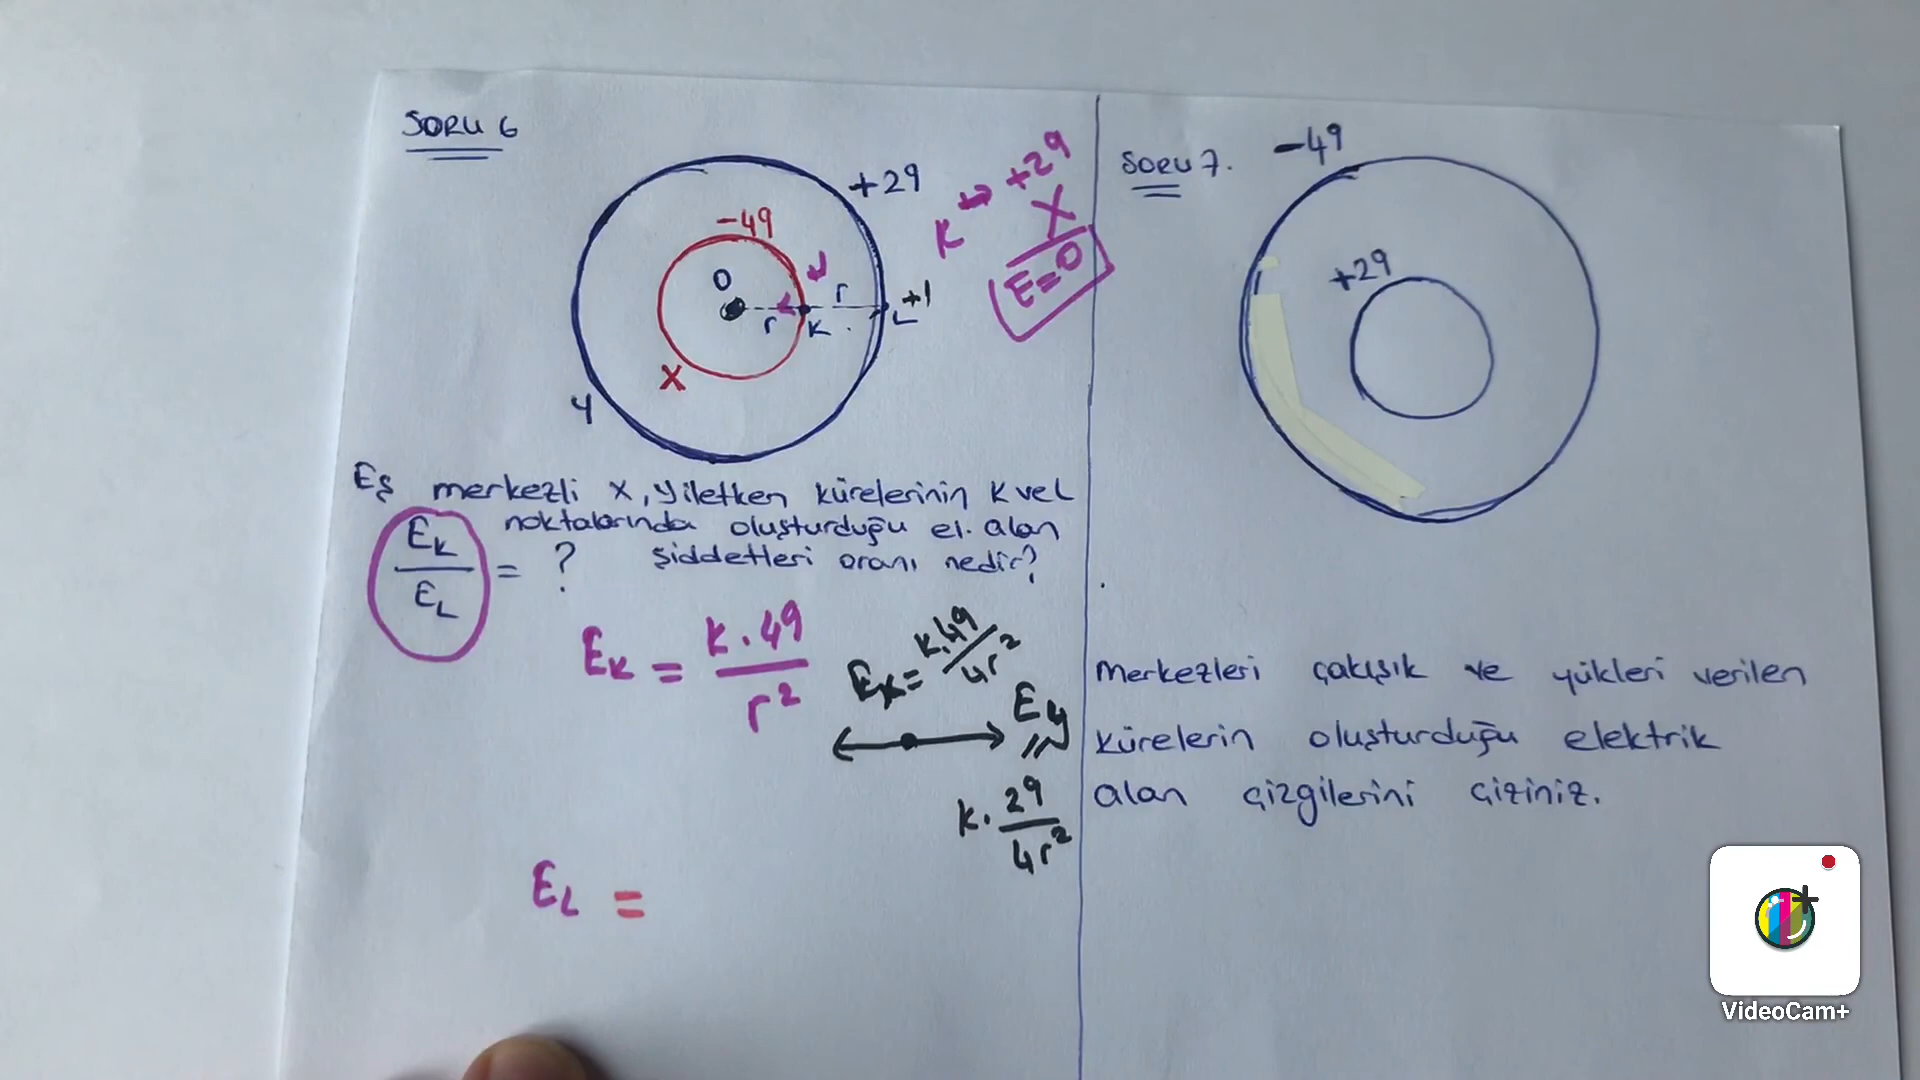 SORU 6
+2q
-4q
O
r
K
r
L
+1
X
Y
K → +2q
X
E=0
Eş merkezli X, Y iletken kürelerinin K ve L
noktalarında oluşturduğu el. alan
şiddetleri oranı nedir?
EK
EL
= ?
EK = k.4q
r²
EX = k.4q
4r²
EY
k. 2q
4r²
EL =
SORU 7.
-4q
+2q
Merkezleri çakışık ve yükleri verilen
kürelerin oluşturduğu elektrik
alan çizgilerini çiziniz.
VideoCam+